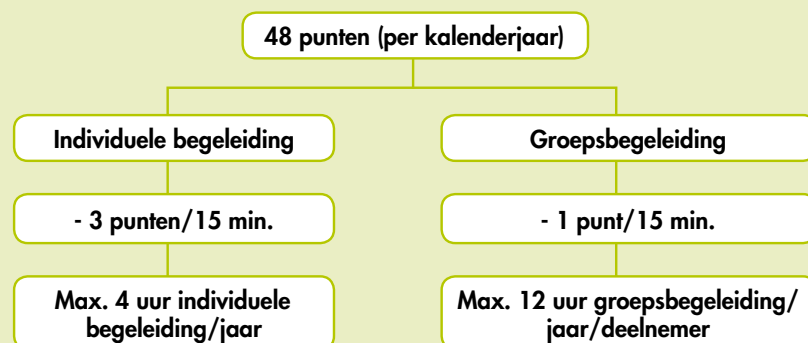 48 punten (per kalenderjaar)
Individuele begeleiding
Groepsbegeleiding
- 3 punten/15 min.
- 1 punt/15 min.
Max. 4 uur individuele
begeleiding/jaar
Max. 12 uur groepsbegeleiding/
jaar/deelnemer